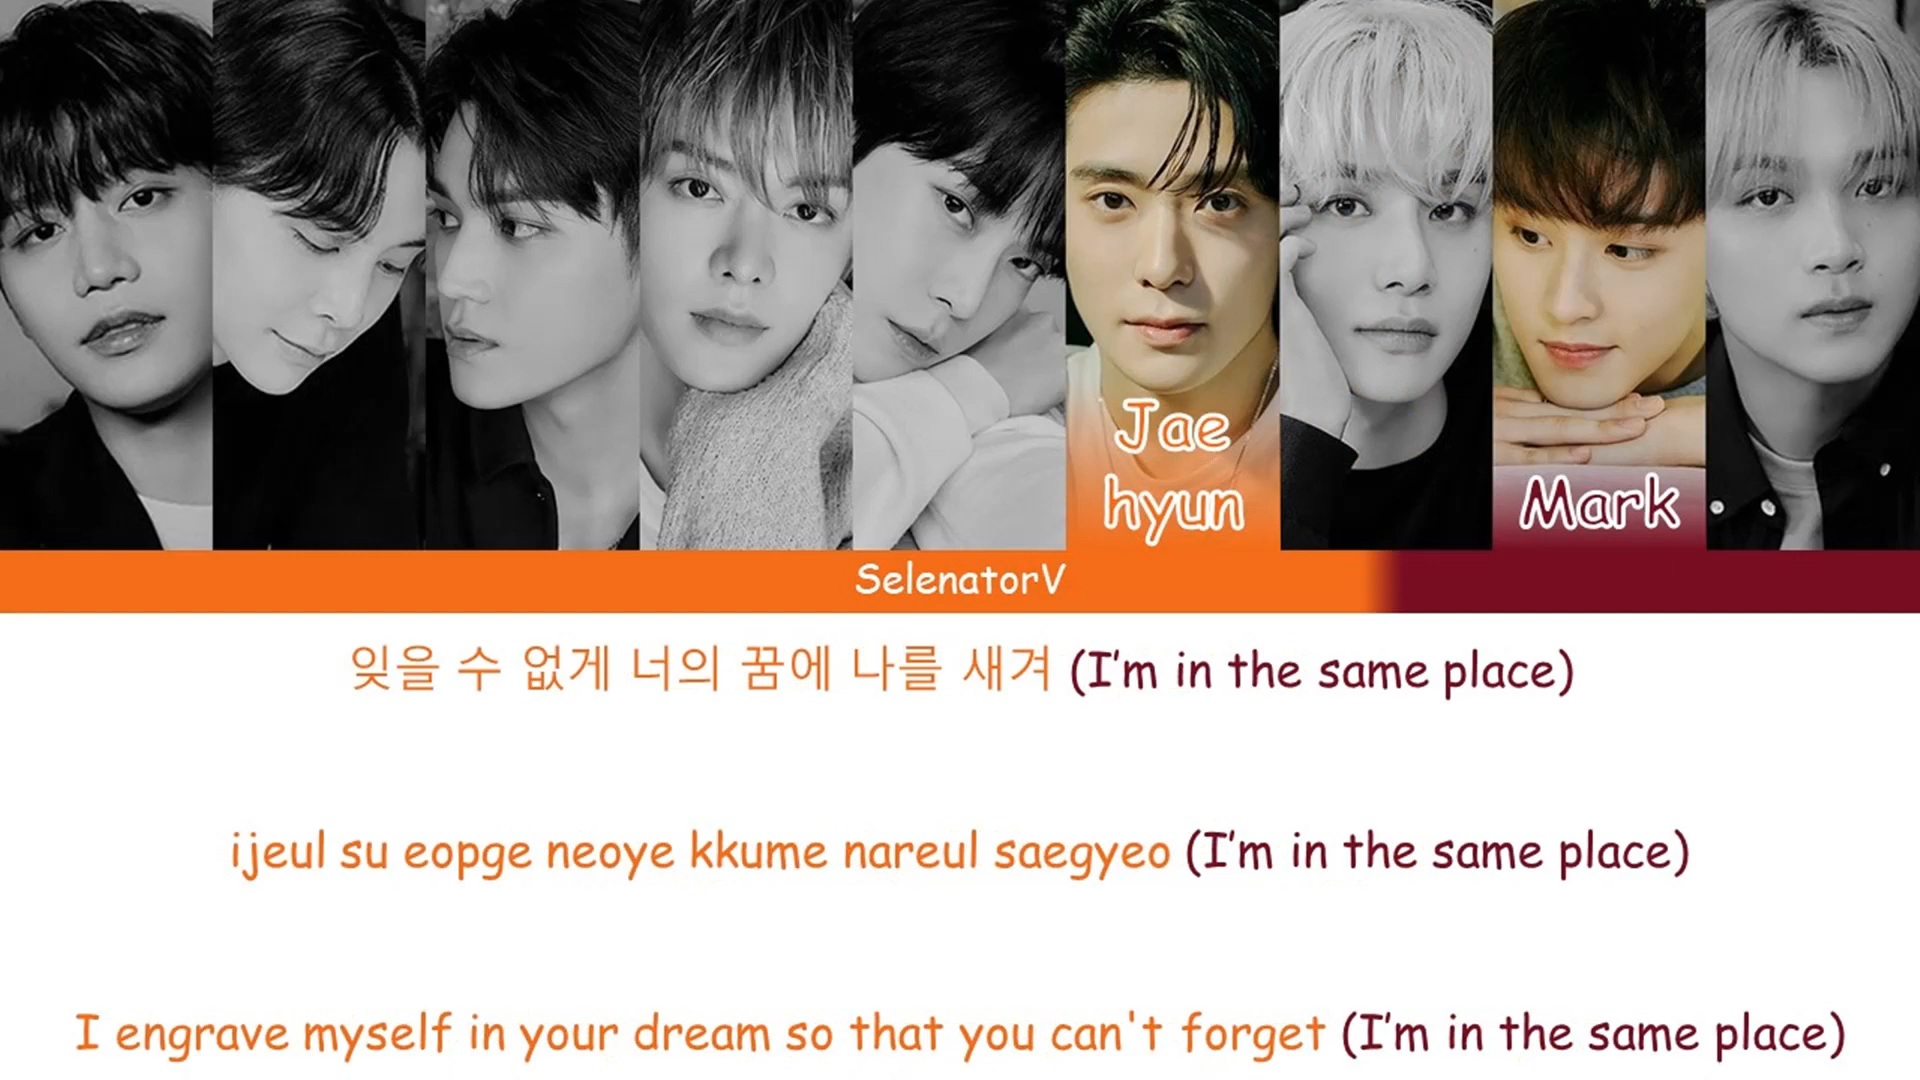 Jae
hyun
Mark
SelenatorV
잊을 수 없게 너의 꿈에 나를 새겨 (I'm in the same place)
ijeul su eopge neoye kkume nareul saegyeo (I'm in the same place)
I engrave myself in your dream so that you can't forget (I'm in the same place)